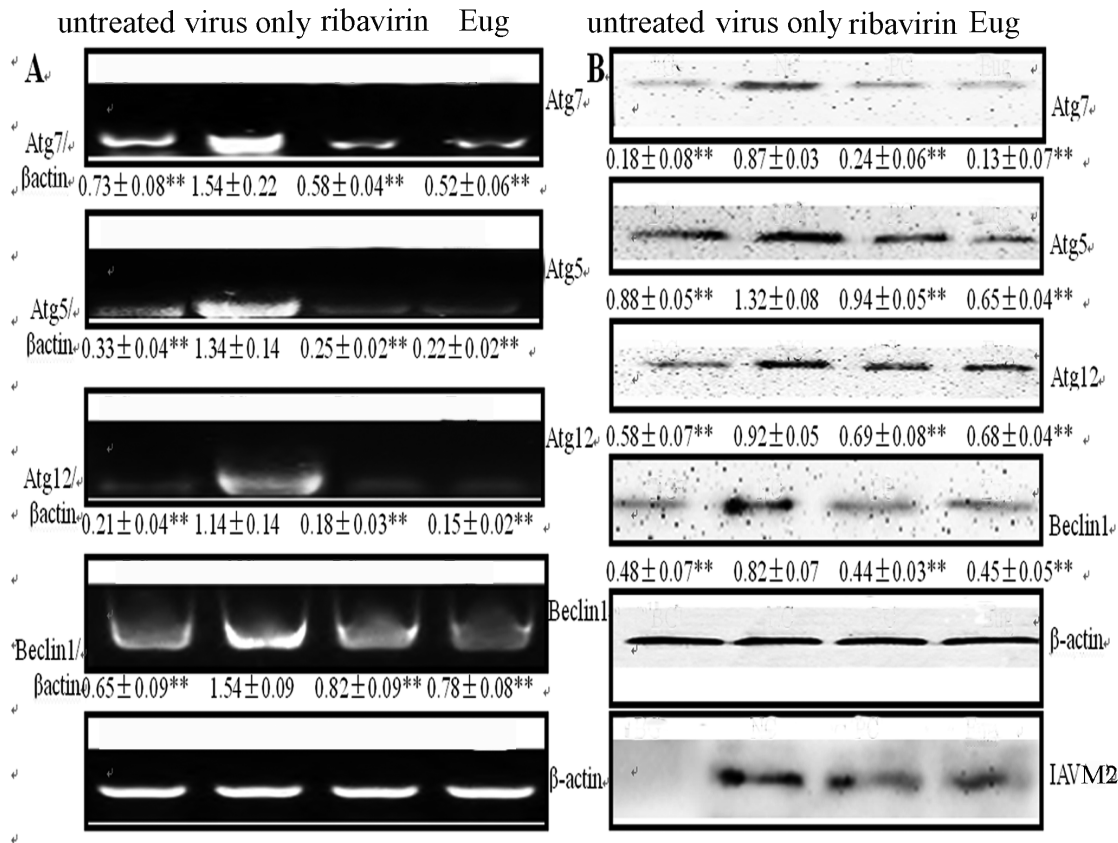 untreated virus only ribavirin Eug
A
Atg7
Atg7/
βactin 0.73±0.08** 1.54±0.22 0.58±0.04** 0.52±0.06**
Atg5
Atg5/
βactin 0.33±0.04** 1.34±0.14 0.25±0.02** 0.22±0.02**
Atg12
Atg12/
βactin 0.21±0.04** 1.14±0.14 0.18±0.03** 0.15±0.02**
Beclin1
Beclin1/
βactin 0.65±0.09** 1.54±0.09 0.82±0.09** 0.78±0.08**
β-actin
untreated virus only ribavirin Eug
B
Atg7
0.18±0.08** 0.87±0.03 0.24±0.06** 0.13±0.07**
Atg5
0.88±0.05** 1.32±0.08 0.94±0.05** 0.65±0.04**
Atg12
0.58±0.07** 0.92±0.05 0.69±0.08** 0.68±0.04**
Beclin1
0.48±0.07** 0.82±0.07 0.44±0.03** 0.45±0.05**
β-actin
IAVM2